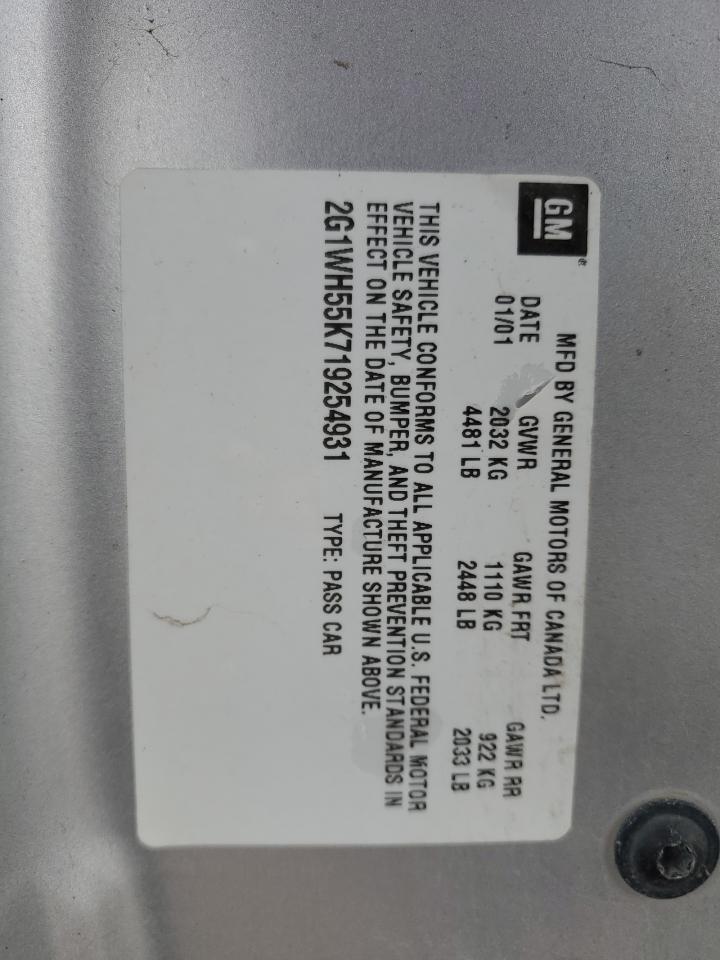 GM®
MFD BY GENERAL MOTORS OF CANADA LTD.
DATE GVWR GAWR FRT GAWR RR
01/01 2032 KG 1110 KG 922 KG
4481 LB 2448 LB 2033 LB
THIS VEHICLE CONFORMS TO ALL APPLICABLE U.S. FEDERAL MOTOR
VEHICLE SAFETY, BUMPER, AND THEFT PREVENTION STANDARDS IN
EFFECT ON THE DATE OF MANUFACTURE SHOWN ABOVE.
2G1WH55K719254931 TYPE: PASS CAR